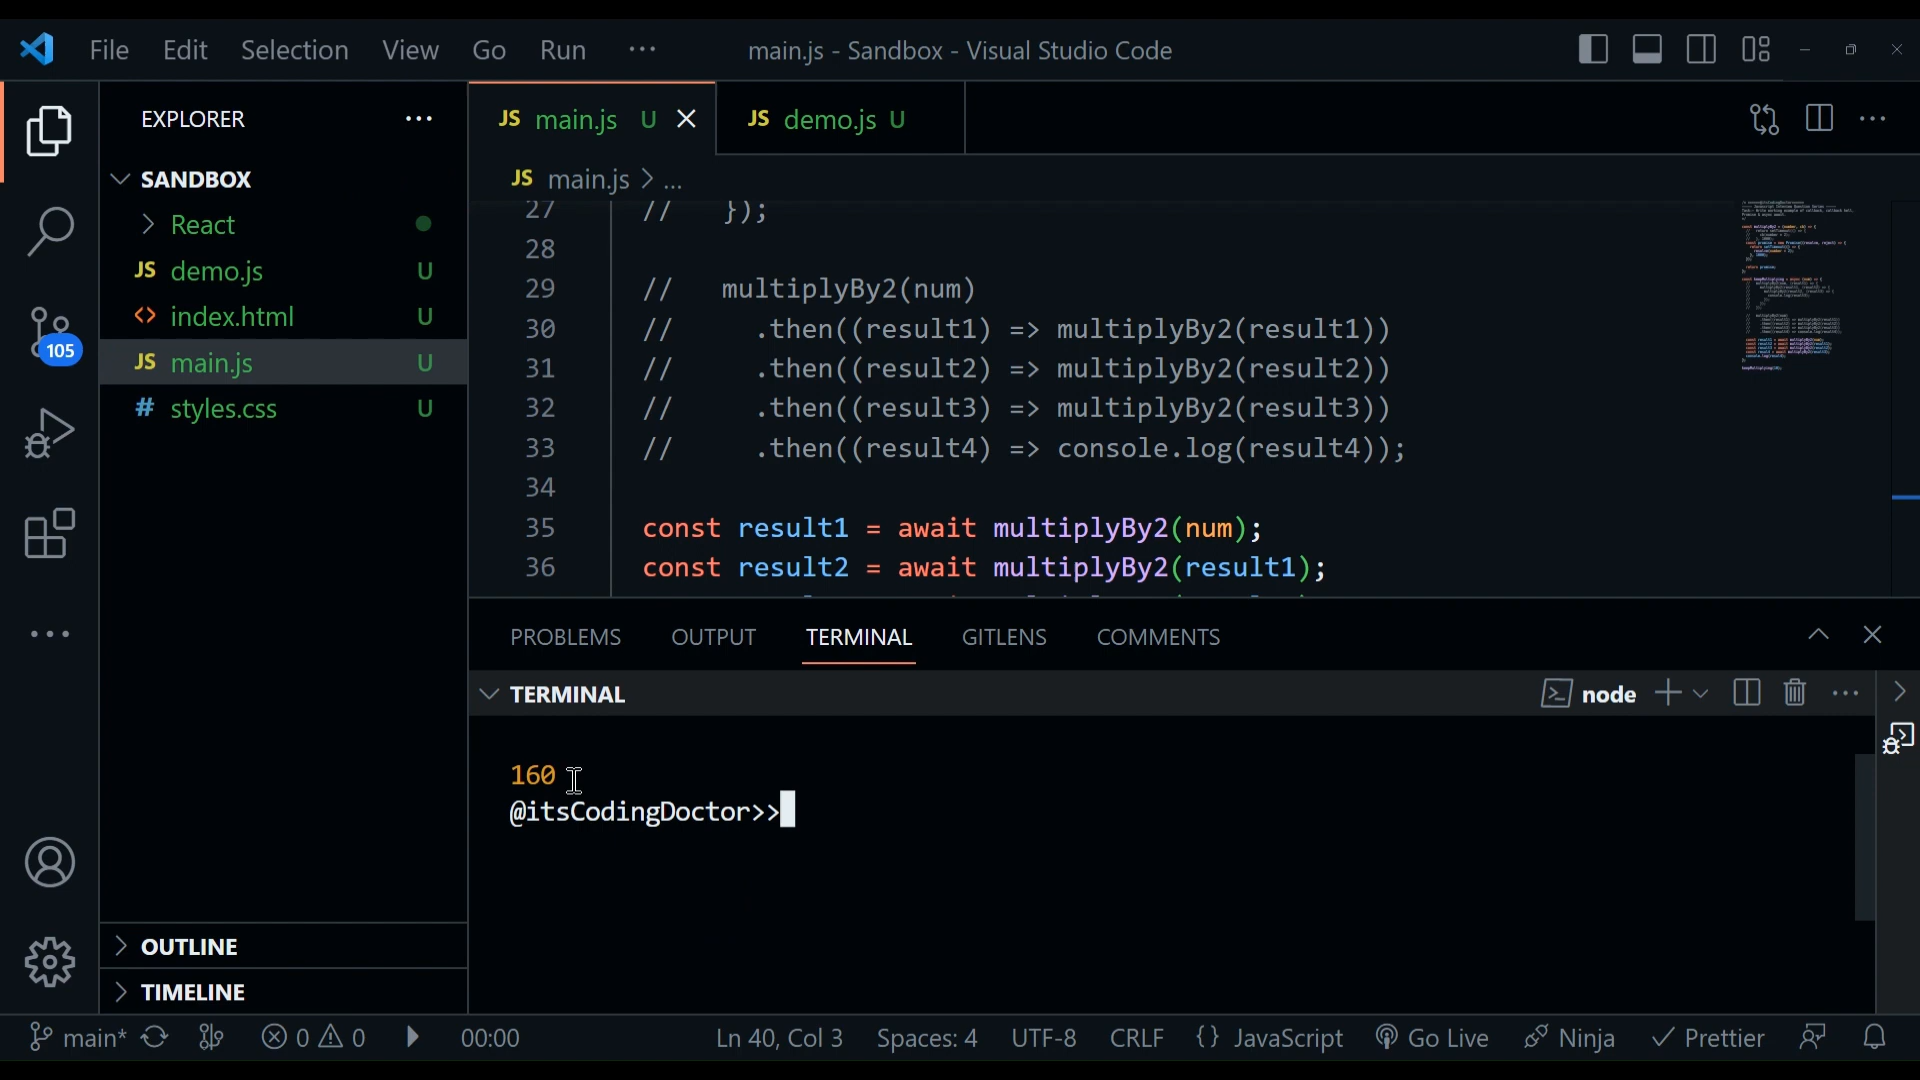 File Edit Selection View Go Run ···
main.js - Sandbox - Visual Studio Code
EXPLORER ···
SANDBOX
React
JS demo.js U
<> index.html U
JS main.js U
# styles.css U
OUTLINE
TIMELINE
105
JS main.js U
JS demo.js U
JS main.js > ...
27 // });
28
29 // multiplyBy2(num)
30 // .then((result1) => multiplyBy2(result1))
31 // .then((result2) => multiplyBy2(result2))
32 // .then((result3) => multiplyBy2(result3))
33 // .then((result4) => console.log(result4));
34
35 const result1 = await multiplyBy2(num);
36 const result2 = await multiplyBy2(result1);
PROBLEMS OUTPUT TERMINAL GITLENS COMMENTS
TERMINAL
node
160
@itsCodingDoctor>>
main* 0 0 00:00 Ln 40, Col 3 Spaces: 4 UTF-8 CRLF {} JavaScript Go Live Ninja Prettier